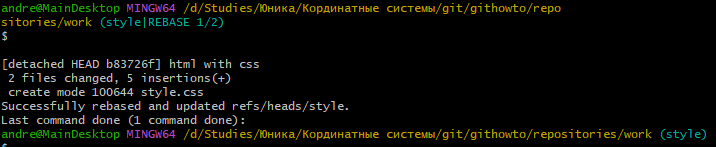 andre@MainDesktop MINGW64 /d/Studies/Юника/Кординатные системы/git/githowto/repo
sitories/work (style|REBASE 1/2)
$
[detached HEAD b83726f] html with css
2 files changed, 5 insertions(+)
create mode 100644 style.css
Successfully rebased and updated refs/heads/style.
Last command done (1 command done):
andre@MainDesktop MINGW64 /d/Studies/Юника/Кординатные системы/git/githowto/repositories/work (style)
$